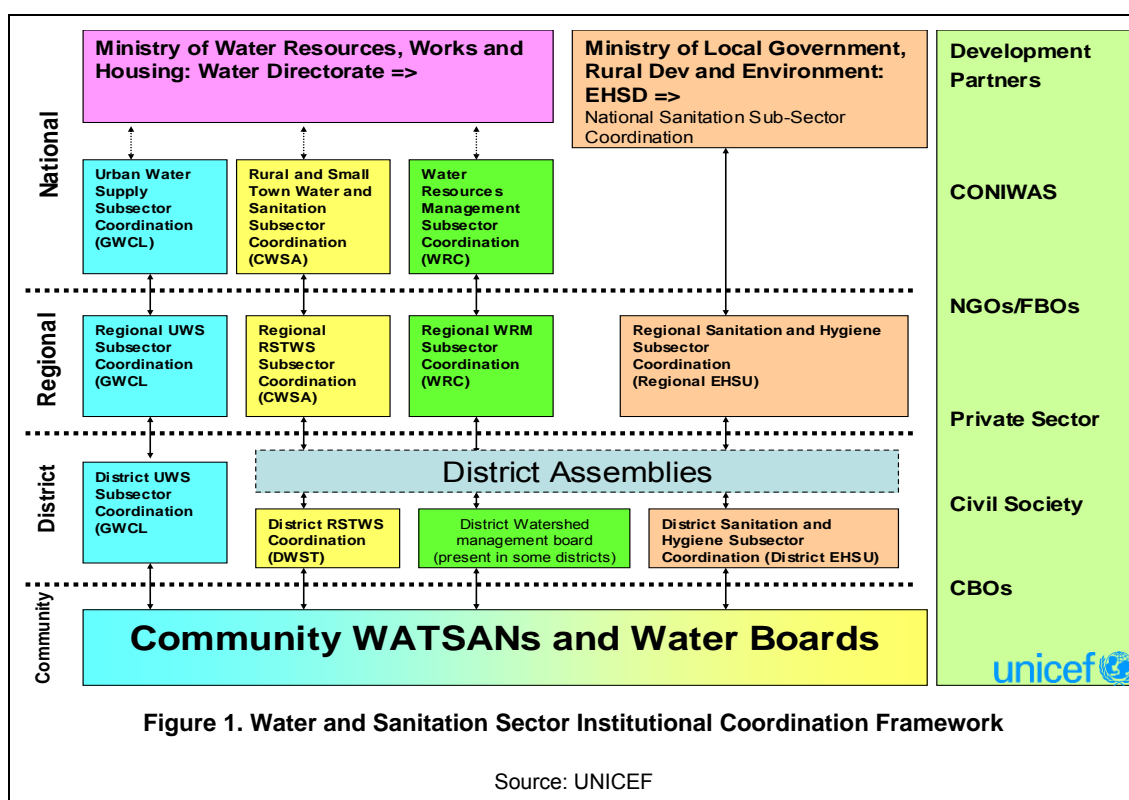 Ministry of Water Resources, Works and
Housing: Water Directorate =>
Ministry of Local Government,
Rural Dev and Environment:
EHSD =>
National Sanitation Sub-Sector
Coordination
Development
Partners
National
Urban Water
Supply
Subsector
Coordination
(GWCL)
Rural and Small
Town Water and
Sanitation
Subsector
Coordination
(CWSA)
Water
Resources
Management
Subsector
Coordination
(WRC)
CONIWAS
Regional
Regional UWS
Subsector
Coordination
(GWCL
Regional
RSTWS
Subsector
Coordination
(CWSA)
Regional WRM
Subsector
Coordination
(WRC)
Regional Sanitation and Hygiene
Subsector
Coordination
(Regional EHSU)
NGOs/FBOs
Private Sector
District
District UWS
Subsector
Coordination
(GWCL
District Assemblies
District RSTWS
Coordination
(DWST)
District Watershed
management board
(present in some districts)
District Sanitation and
Hygiene Subsector
Coordination (District EHSU)
Civil Society
CBOs
Community
Community WATSANs and Water Boards
unicef
Figure 1. Water and Sanitation Sector Institutional Coordination Framework
Source: UNICEF